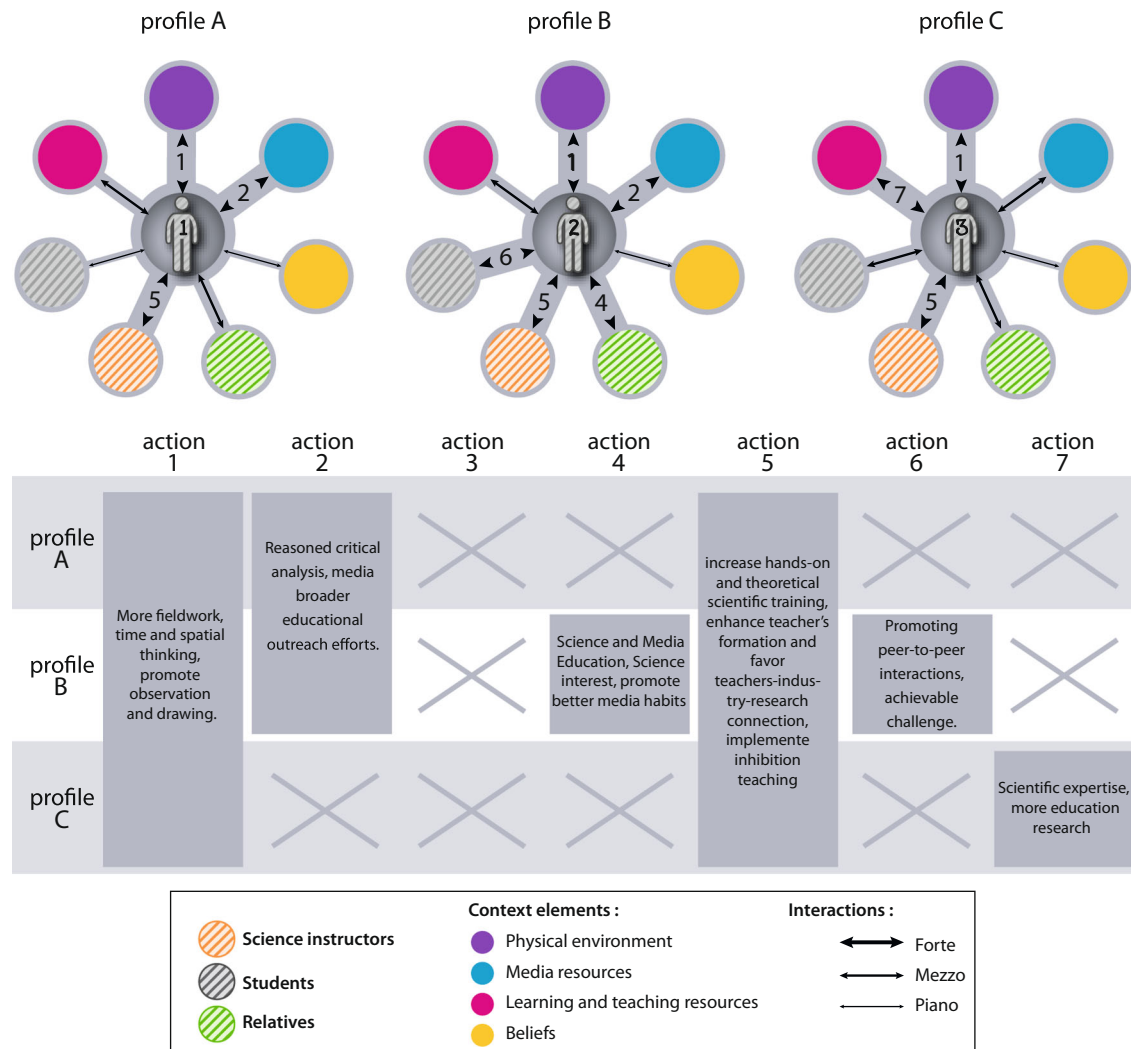 profile A
profile B
profile C
1
2
1
5
1
2
2
6
5
4
1
7
3
5
action
1
action
2
action
3
action
4
action
5
action
6
action
7
profile
A
profile
B
profile
C
More fieldwork,
time and spatial
thinking,
promote
observation
and drawing.
Reasoned critical
analysis, media
broader
educational
outreach efforts.
Science and Media
Education, Science
interest, promote
better media habits
increase hands-on
and theoretical
scientific training,
enhance teacher's
formation and
favor
teachers-indus-
try-research
connection,
implemente
inhibition
teaching
Promoting
peer-to-peer
interactions,
achievable
challenge.
Scientific expertise,
more education
research
Science instructors
Students
Relatives
Context elements :
Physical environment
Media resources
Learning and teaching resources
Beliefs
Interactions :
Forte
Mezzo
Piano